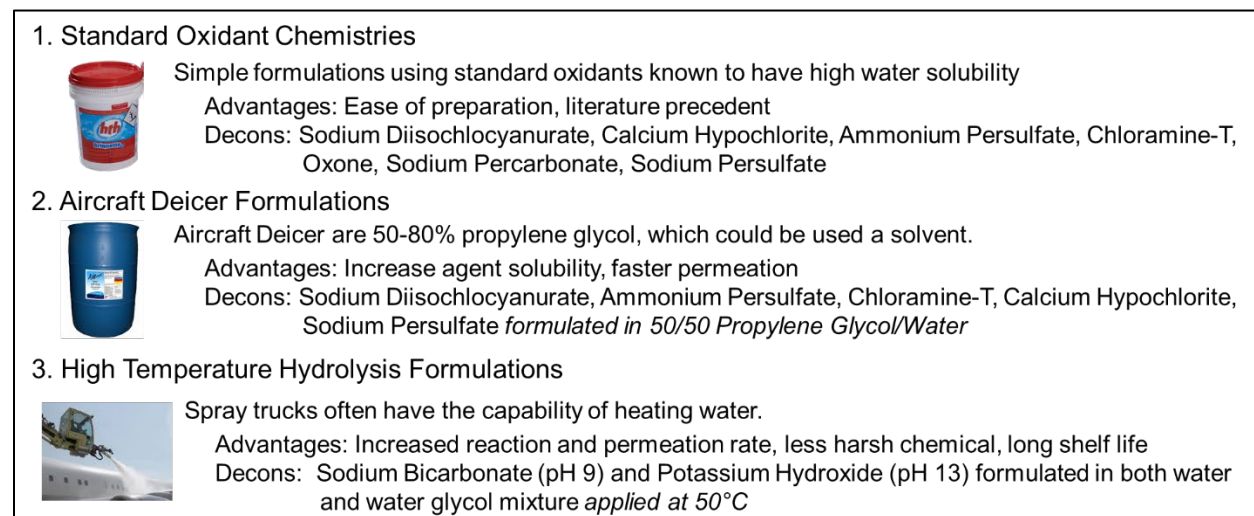 1. Standard Oxidant Chemistries
hth
Simple formulations using standard oxidants known to have high water solubility
Advantages: Ease of preparation, literature precedent
Decons: Sodium Diisochlocyanurate, Calcium Hypochlorite, Ammonium Persulfate, Chloramine-T,
Oxone, Sodium Percarbonate, Sodium Persulfate
2. Aircraft Deicer Formulations
Aircraft Deicer are 50-80% propylene glycol, which could be used a solvent.
Advantages: Increase agent solubility, faster permeation
Decons: Sodium Diisochlocyanurate, Ammonium Persulfate, Chloramine-T, Calcium Hypochlorite,
Sodium Persulfate formulated in 50/50 Propylene Glycol/Water
3. High Temperature Hydrolysis Formulations
Spray trucks often have the capability of heating water.
Advantages: Increased reaction and permeation rate, less harsh chemical, long shelf life
Decons: Sodium Bicarbonate (pH 9) and Potassium Hydroxide (pH 13) formulated in both water
and water glycol mixture applied at 50°C